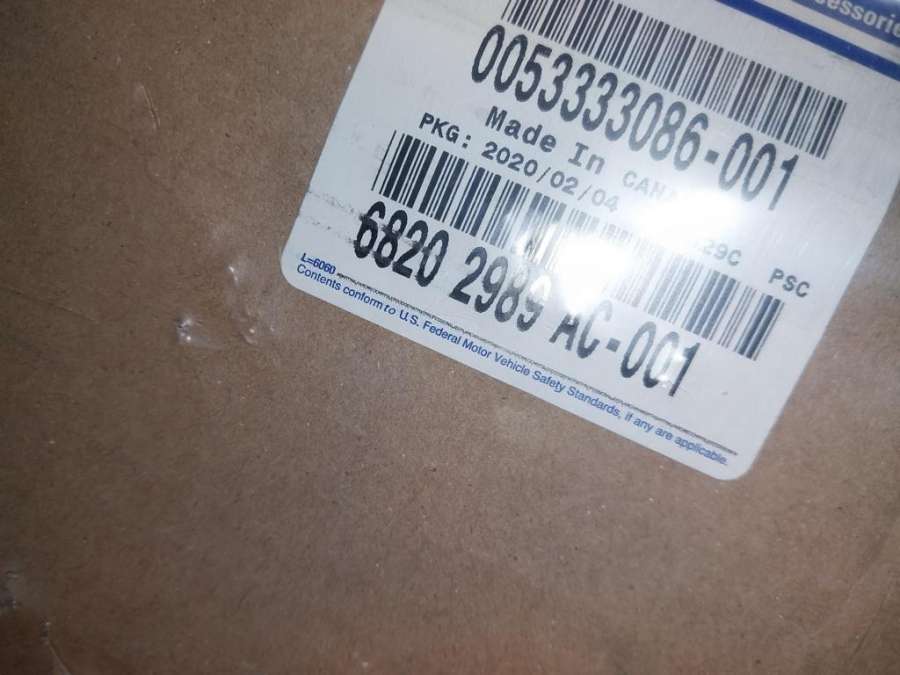 005333086-001
Made In
PKG: 2020/02/04 29C PSC
6820 2989 AC-001
L=6060
Contents conform to U.S. Federal Motor Vehicle Safety Standards, if any are applicable.